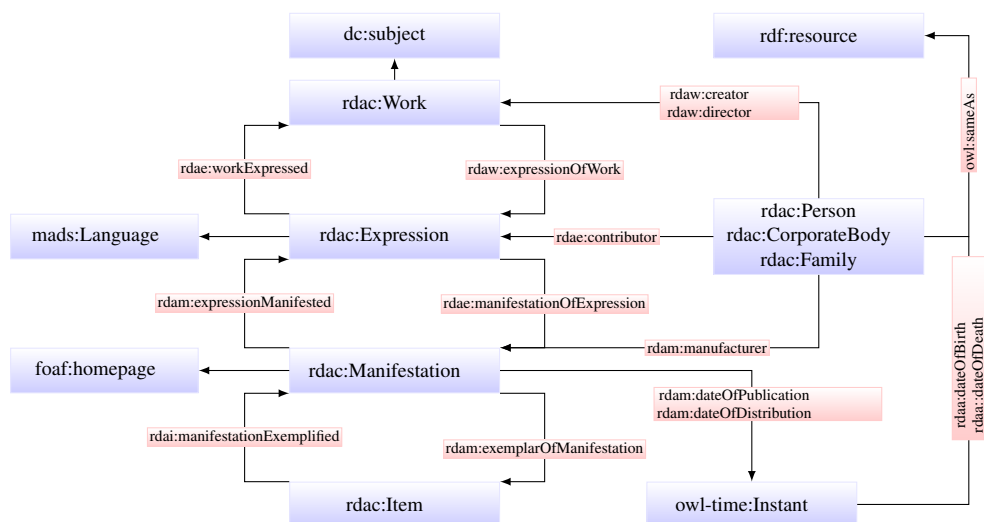 dc:subject
rdf:resource
rdac:Work
rdaw:creator
rdaw:director
owl:sameAs
rdae:workExpressed
rdaw:expressionOfWork
mads:Language
rdac:Expression
rdae:contributor
rdac:Person
rdac:CorporateBody
rdac:Family
rdam:expressionManifested
rdae:manifestationOfExpression
rdaa:dateOfBirth
rdaa::dateOfDeath
foaf:homepage
rdac:Manifestation
rdam:manufacturer
rdam:dateOfPublication
rdam:dateOfDistribution
rdai:manifestationExemplified
rdam:exemplarOfManifestation
rdac:Item
owl-time:Instant